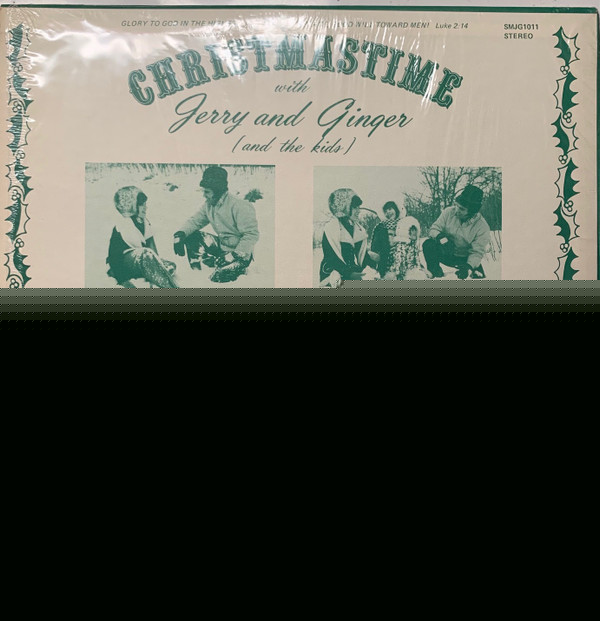 GLORY TO GOD IN THE WILL TOWARD MEN! Luke 2:14
SMJG1011
STEREO
CHRISTMASTIME
with
Jerry and Ginger
(and the kids)